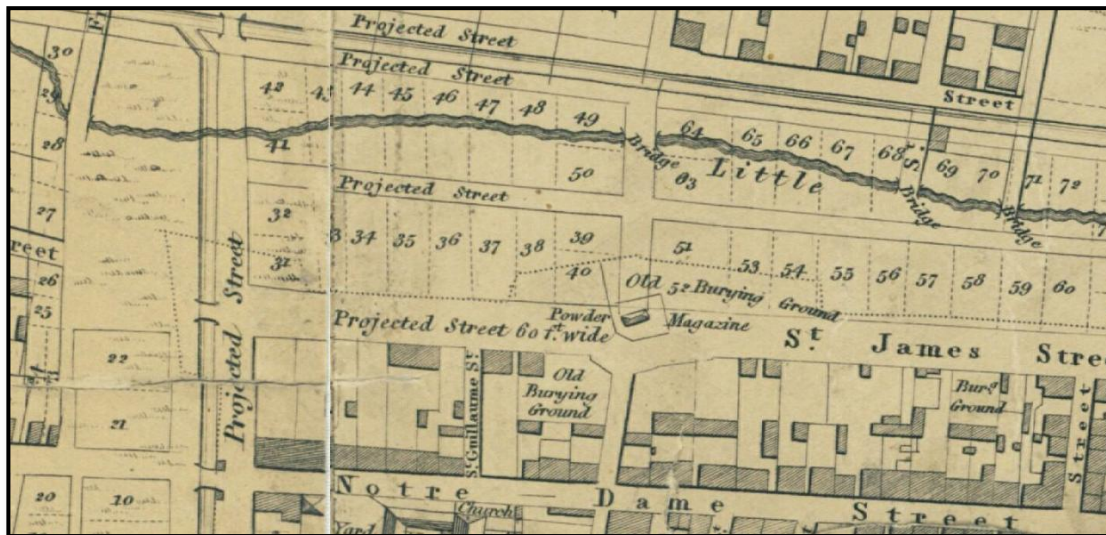 Projected Street
Projected Street
Street
30
29
28
27
26
25
42
43
44
45
46
47
48
49
64
65
66
67
68
St
69
70
71
72
41
Bridge
Little
Bridge
Bridge
50
63
Projected Street
32
31
34
35
36
37
38
39
40
51
52
53
54
55
56
57
58
59
60
Old Burying Ground
Powder Magazine
Projected Street
Projected Street 60 ft. wide
St. James Stree
22
21
24
20
10
Old
Burying
Ground
Burg
Ground
St Guillaume St
Street
Notre Dame Street
Church
Yard